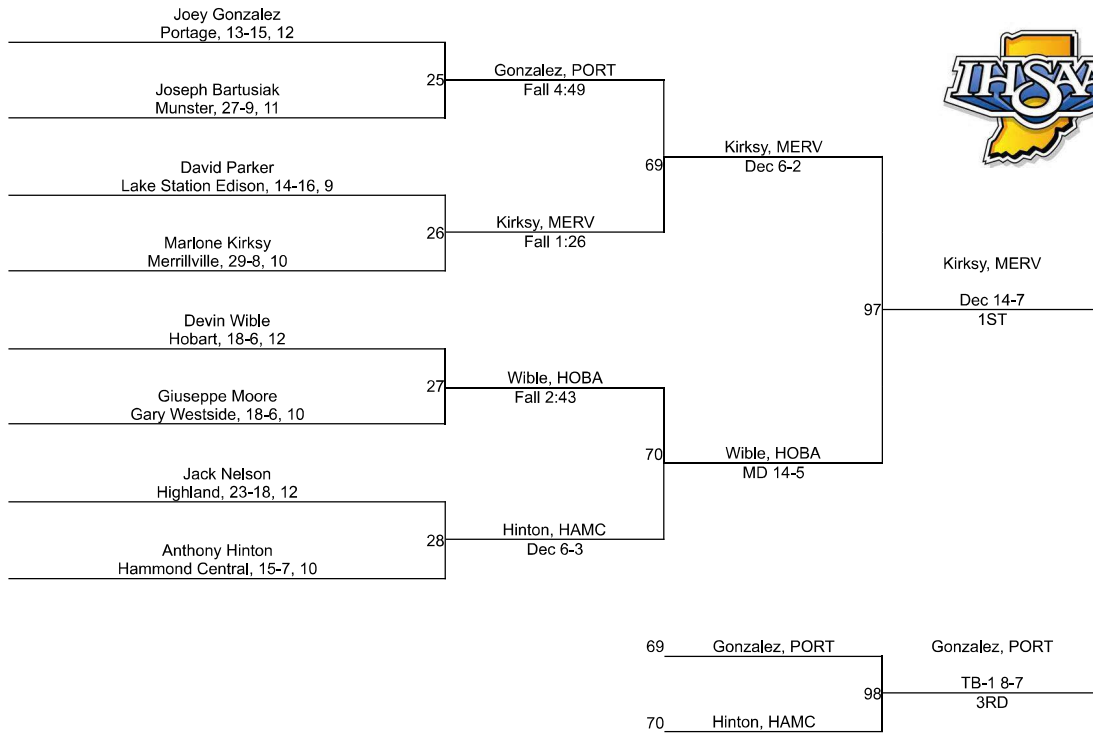 Joey Gonzalez
Portage, 13-15, 12
25
Gonzalez, PORT
Fall 4:49
Joseph Bartusiak
Munster, 27-9, 11
69
Kirksy, MERV
Dec 6-2
David Parker
Lake Station Edison, 14-16, 9
26
Kirksy, MERV
Fall 1:26
Marlone Kirksy
Merrillville, 29-8, 10
97
Kirksy, MERV
Dec 14-7
1ST
Devin Wible
Hobart, 18-6, 12
27
Wible, HOBA
Fall 2:43
Giuseppe Moore
Gary Westside, 18-6, 10
70
Wible, HOBA
MD 14-5
Jack Nelson
Highland, 23-18, 12
28
Hinton, HAMC
Dec 6-3
Anthony Hinton
Hammond Central, 15-7, 10
69
Gonzalez, PORT
98
Gonzalez, PORT
TB-1 8-7
3RD
70
Hinton, HAMC
IHSAA